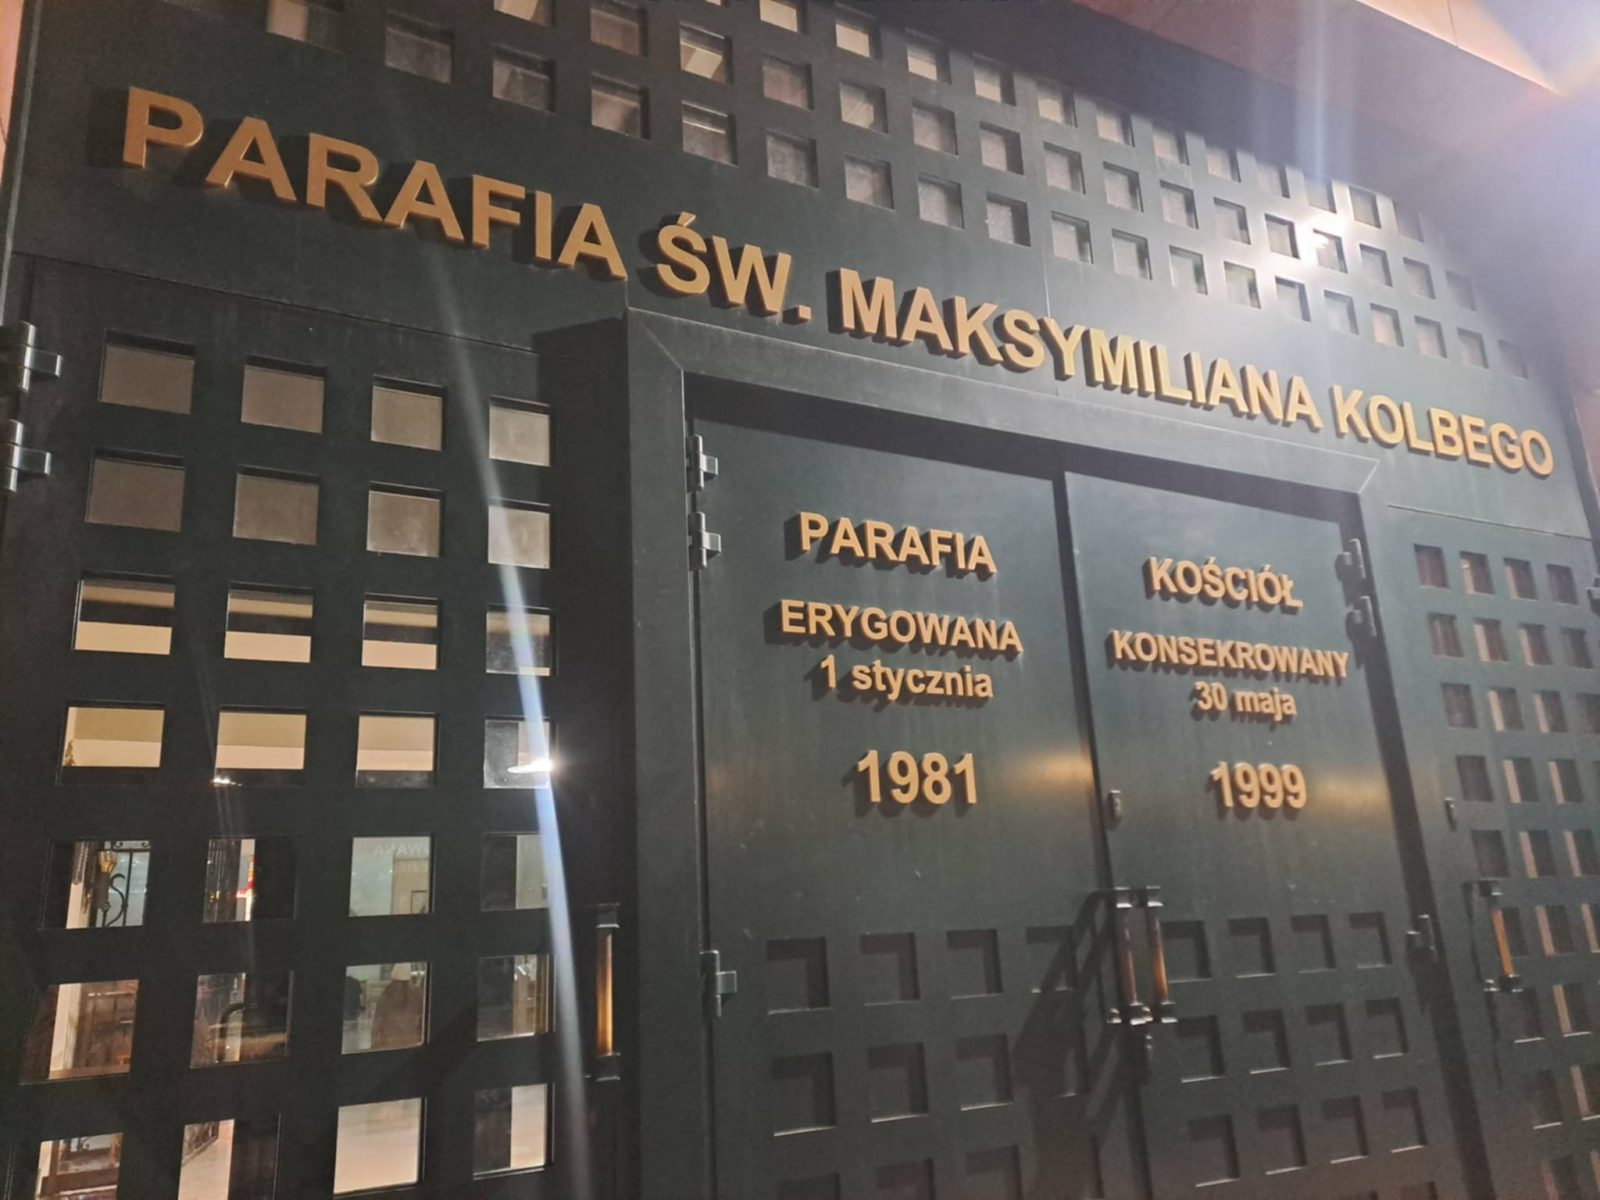 PARAFIA ŚW. MAKSYMILIANA KOLBEGO
PARAFIA
ERYGOWANA
1 stycznia
1981
KOŚCIÓŁ
KONSEKROWANY
30 maja
1999